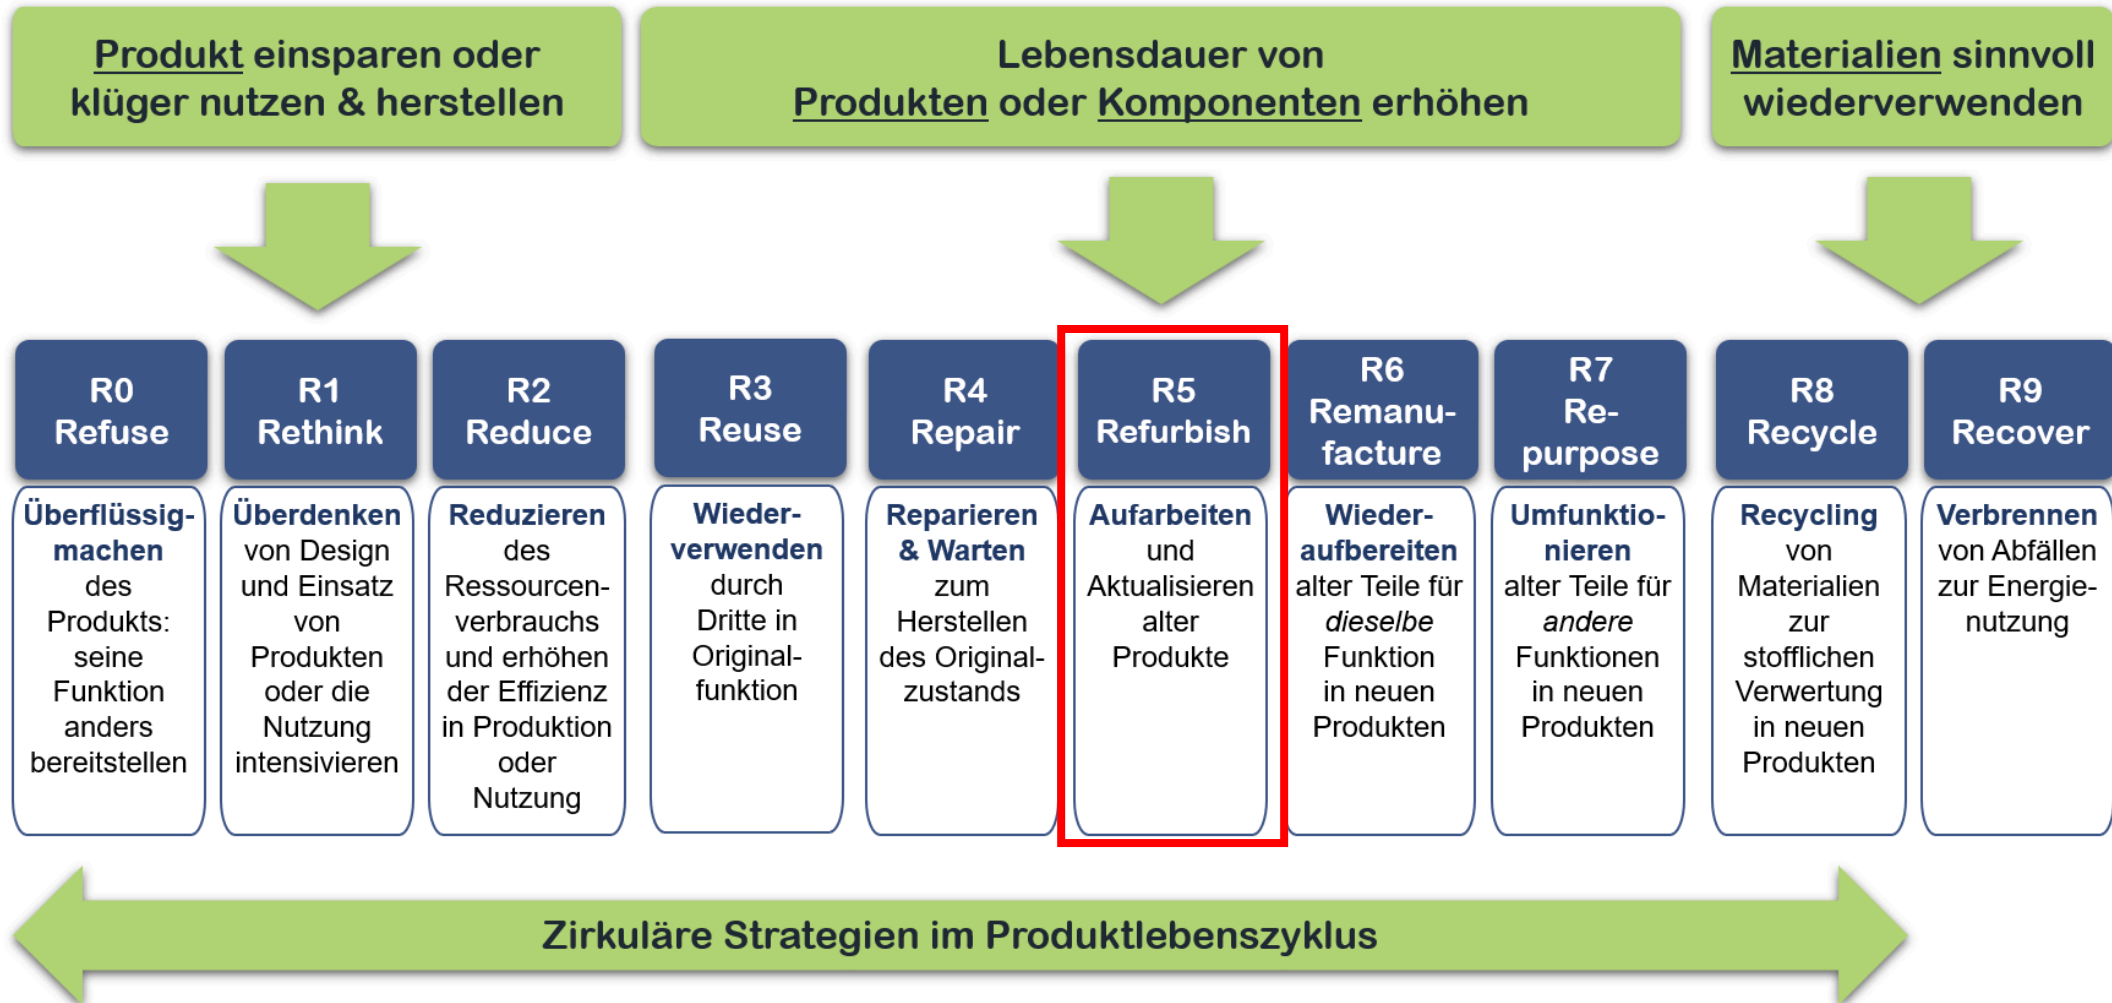 Produkt einsparen oder
klüger nutzen & herstellen
Lebensdauer von
Produkten oder Komponenten erhöhen
Materialien sinnvoll
wiederverwenden
R0
Refuse
Überflüssig-
machen
des
Produkts:
seine
Funktion
anders
bereitstellen
R1
Rethink
Überdenken
von Design
und Einsatz
von
Produkten
oder die
Nutzung
intensivieren
R2
Reduce
Reduzieren
des
Ressourcen-
verbrauchs
und erhöhen
der Effizienz
in Produktion
oder
Nutzung
R3
Reuse
Wieder-
verwenden
durch
Dritte in
Original-
funktion
R4
Repair
Reparieren
& Warten
zum
Herstellen
des Original-
zustands
R5
Refurbish
Aufarbeiten
und
Aktualisieren
alter
Produkte
R6
Remanu-
facture
Wieder-
aufbereiten
alter Teile für
dieselbe
Funktion
in neuen
Produkten
R7
Re-
purpose
Umfunktio-
nieren
alter Teile für
andere
Funktionen
in neuen
Produkten
R8
Recycle
Recycling
von
Materialien
zur
stofflichen
Verwertung
in neuen
Produkten
R9
Recover
Verbrennen
von Abfällen
zur Energie-
nutzung
Zirkuläre Strategien im Produktlebenszyklus